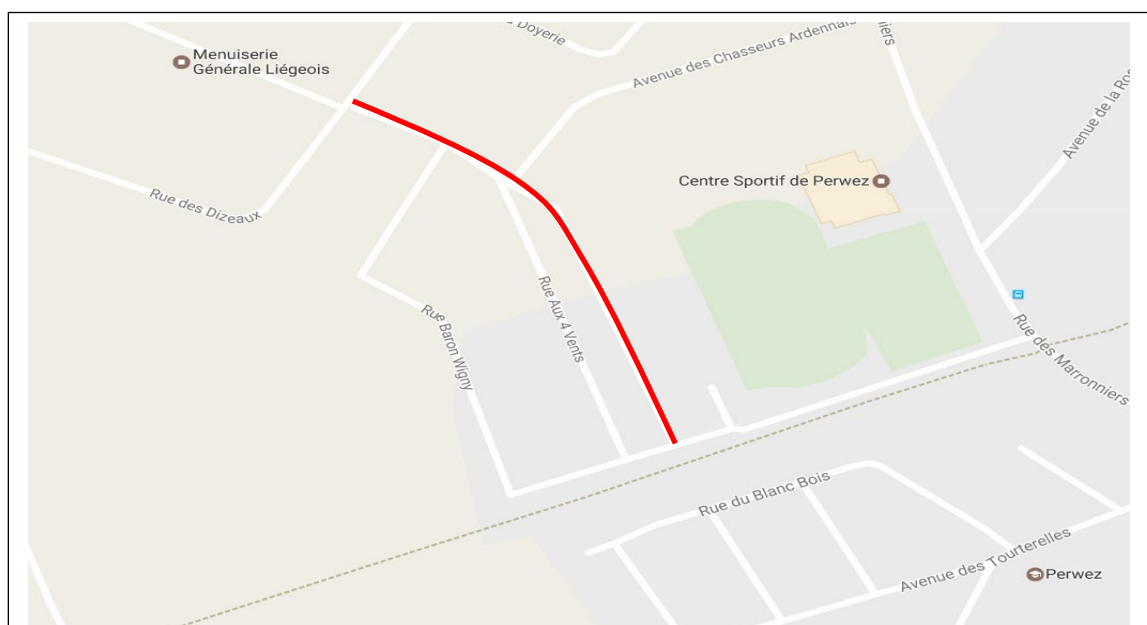 Doyerie
Menuiserie
Générale Liégeois
Avenue des Chasseurs Ardennais
Avenue de la
Centre Sportif de Perwez
Rue des Dizeaux
Rue Aux 4 Vents
Rue Baron Wigny
Rue des Marronniers
Rue du Blanc Bois
Avenue des Tourterelles
Perwez